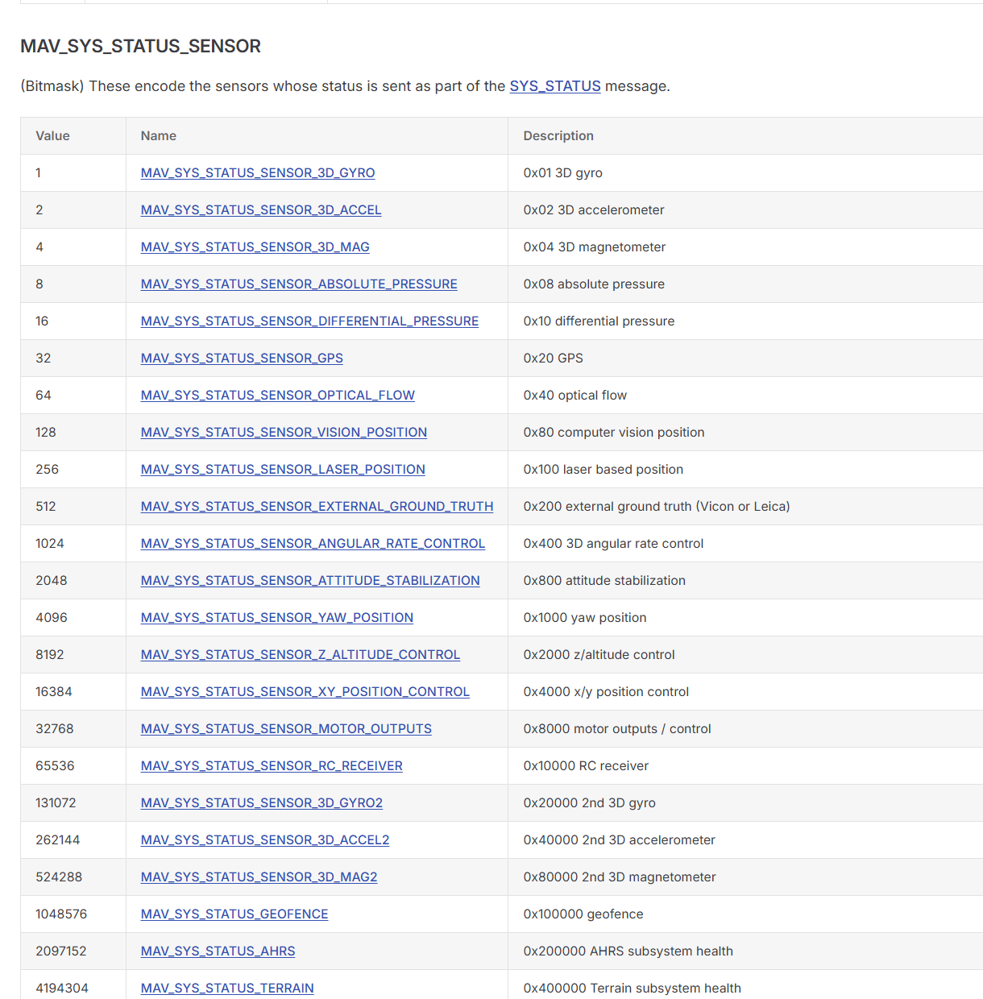 MAV_SYS_STATUS_SENSOR
(Bitmask) These encode the sensors whose status is sent as part of the SYS_STATUS message.
Value Name Description
1 MAV_SYS_STATUS_SENSOR_3D_GYRO 0x01 3D gyro
2 MAV_SYS_STATUS_SENSOR_3D_ACCEL 0x02 3D accelerometer
4 MAV_SYS_STATUS_SENSOR_3D_MAG 0x04 3D magnetometer
8 MAV_SYS_STATUS_SENSOR_ABSOLUTE_PRESSURE 0x08 absolute pressure
16 MAV_SYS_STATUS_SENSOR_DIFFERENTIAL_PRESSURE 0x10 differential pressure
32 MAV_SYS_STATUS_SENSOR_GPS 0x20 GPS
64 MAV_SYS_STATUS_SENSOR_OPTICAL_FLOW 0x40 optical flow
128 MAV_SYS_STATUS_SENSOR_VISION_POSITION 0x80 computer vision position
256 MAV_SYS_STATUS_SENSOR_LASER_POSITION 0x100 laser based position
512 MAV_SYS_STATUS_SENSOR_EXTERNAL_GROUND_TRUTH 0x200 external ground truth (Vicon or Leica)
1024 MAV_SYS_STATUS_SENSOR_ANGULAR_RATE_CONTROL 0x400 3D angular rate control
2048 MAV_SYS_STATUS_SENSOR_ATTITUDE_STABILIZATION 0x800 attitude stabilization
4096 MAV_SYS_STATUS_SENSOR_YAW_POSITION 0x1000 yaw position
8192 MAV_SYS_STATUS_SENSOR_Z_ALTITUDE_CONTROL 0x2000 z/altitude control
16384 MAV_SYS_STATUS_SENSOR_XY_POSITION_CONTROL 0x4000 x/y position control
32768 MAV_SYS_STATUS_SENSOR_MOTOR_OUTPUTS 0x8000 motor outputs / control
65536 MAV_SYS_STATUS_SENSOR_RC_RECEIVER 0x10000 RC receiver
131072 MAV_SYS_STATUS_SENSOR_3D_GYRO2 0x20000 2nd 3D gyro
262144 MAV_SYS_STATUS_SENSOR_3D_ACCEL2 0x40000 2nd 3D accelerometer
524288 MAV_SYS_STATUS_SENSOR_3D_MAG2 0x80000 2nd 3D magnetometer
1048576 MAV_SYS_STATUS_GEOFENCE 0x100000 geofence
2097152 MAV_SYS_STATUS_AHRS 0x200000 AHRS subsystem health
4194304 MAV_SYS_STATUS_TERRAIN 0x400000 Terrain subsystem health